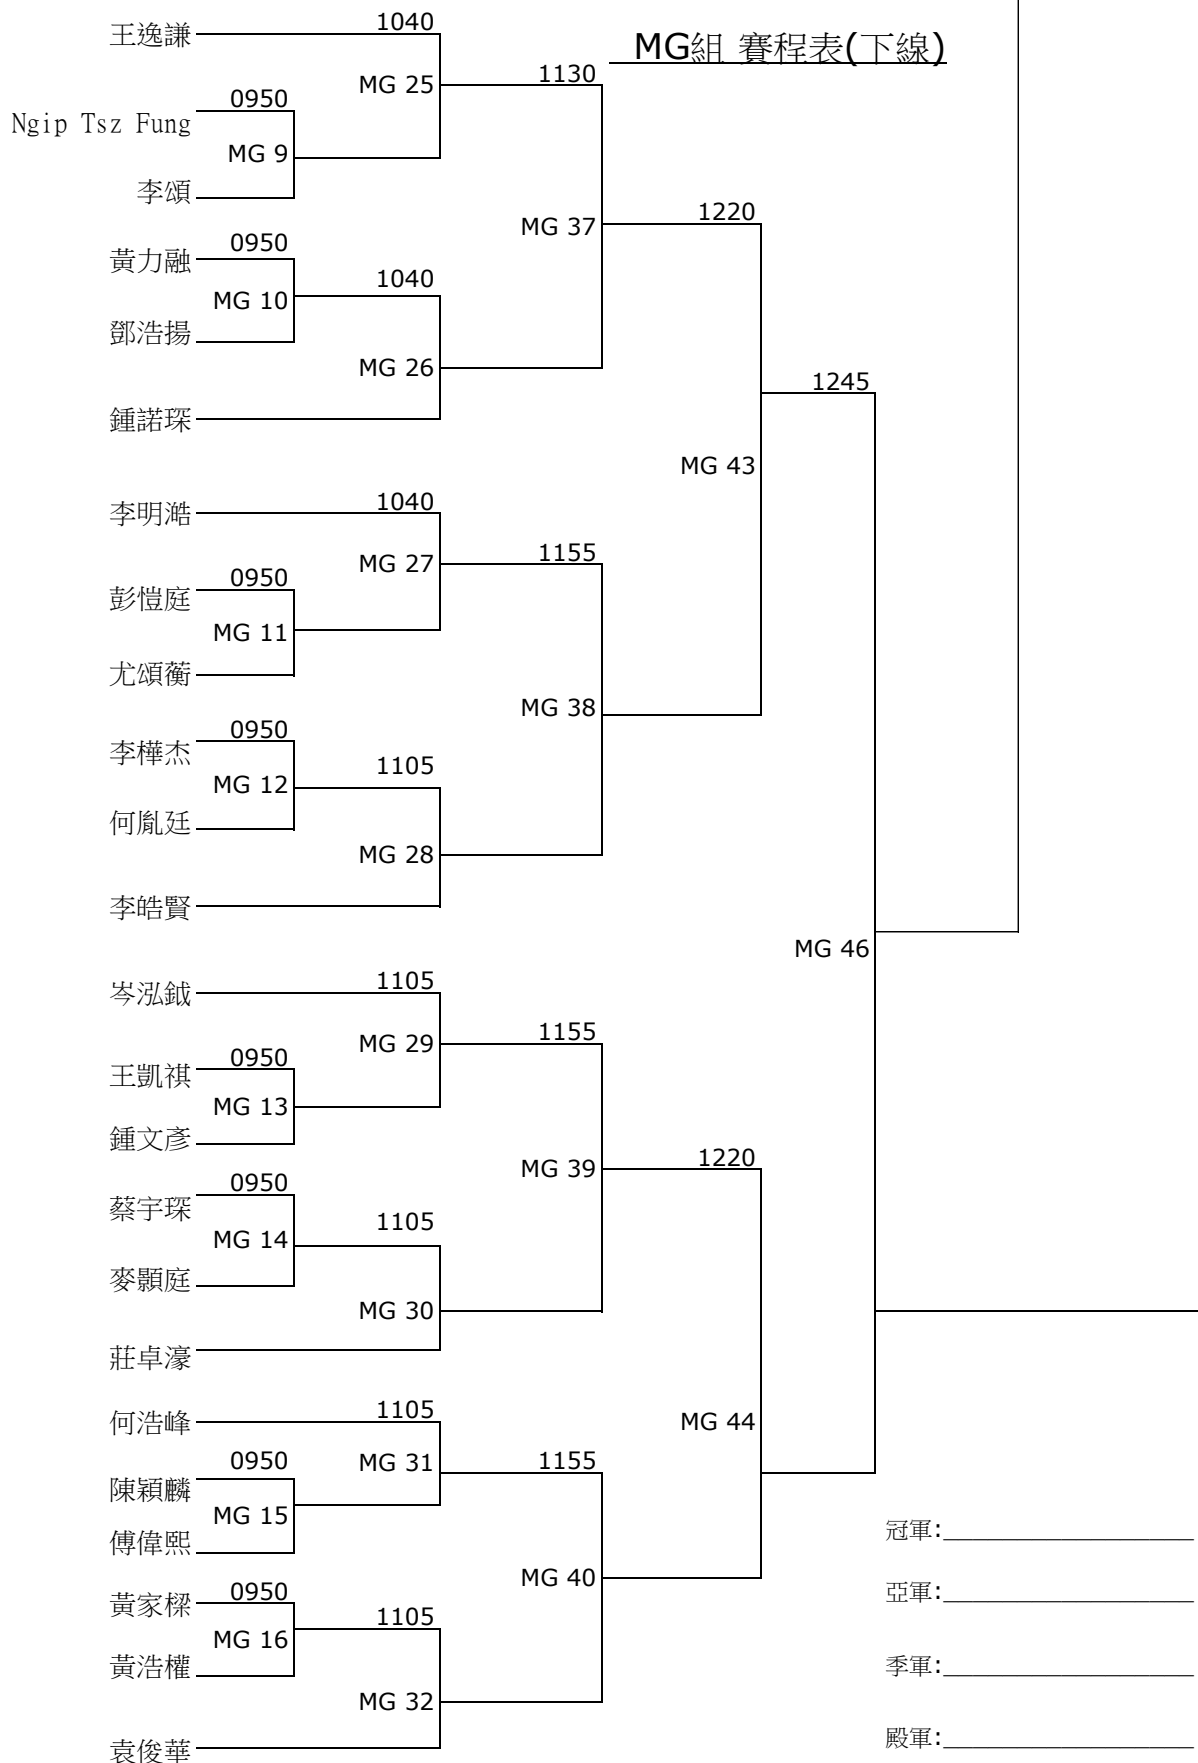 王逸謙
1040
MG組 賽程表(下線)
MG 25
1130
Ngip Tsz Fung
0950
MG 9
李頌
MG 37
1220
黃力融
0950
MG 10
1040
鄧浩揚
MG 26
1245
鍾諾琛
MG 43
李明澔
1040
MG 27
1155
彭愷庭
0950
MG 11
尤頌蘅
MG 38
李樺杰
0950
MG 12
1105
何胤廷
MG 28
李皓賢
MG 46
岑泓鉞
1105
MG 29
1155
王凱祺
0950
MG 13
鍾文彥
MG 39
1220
蔡宇琛
0950
MG 14
1105
麥顥庭
MG 30
莊卓濠
何浩峰
1105
MG 44
MG 31
1155
陳穎麟
0950
MG 15
傅偉熙
冠軍:
MG 40
黃家樑
0950
亞軍:
MG 16
1105
黃浩權
季軍:
MG 32
袁俊華
殿軍: